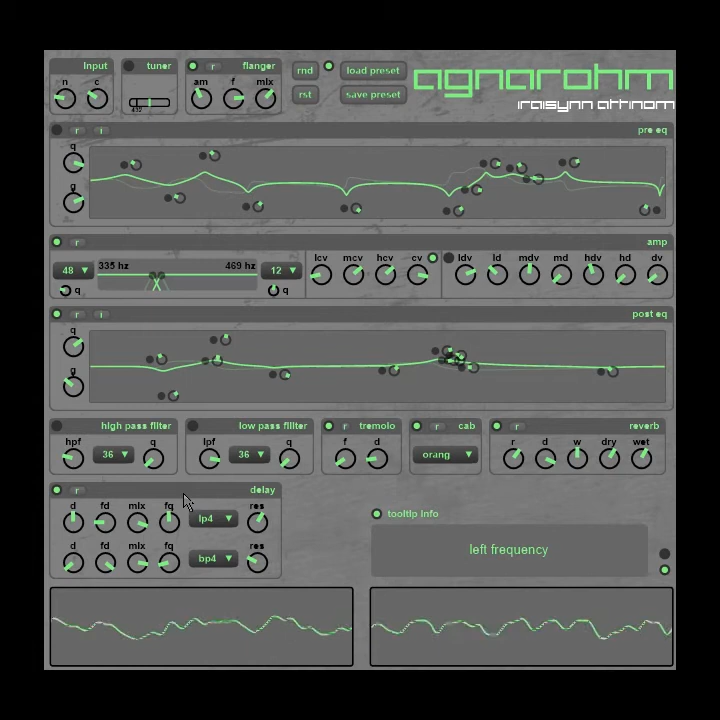 input tuner r flanger
n c am f mix
rnd load preset
rst save preset
agnarohm
iraisynn attinom
r i pre eq
q
g
r amp
48 335 hz 469 hz 12
q q
lcv mcv hcv cv ldv ld mdv md hdv hd dv
r i post eq
q
g
high pass filter low pass filter r tremolo r cab r reverb
hpf 36 q lpf 36 q f d orang r d w dry wet
r delay
d fd mix fq lp4 res
d fd mix fq bp4 res
tooltip info
left frequency